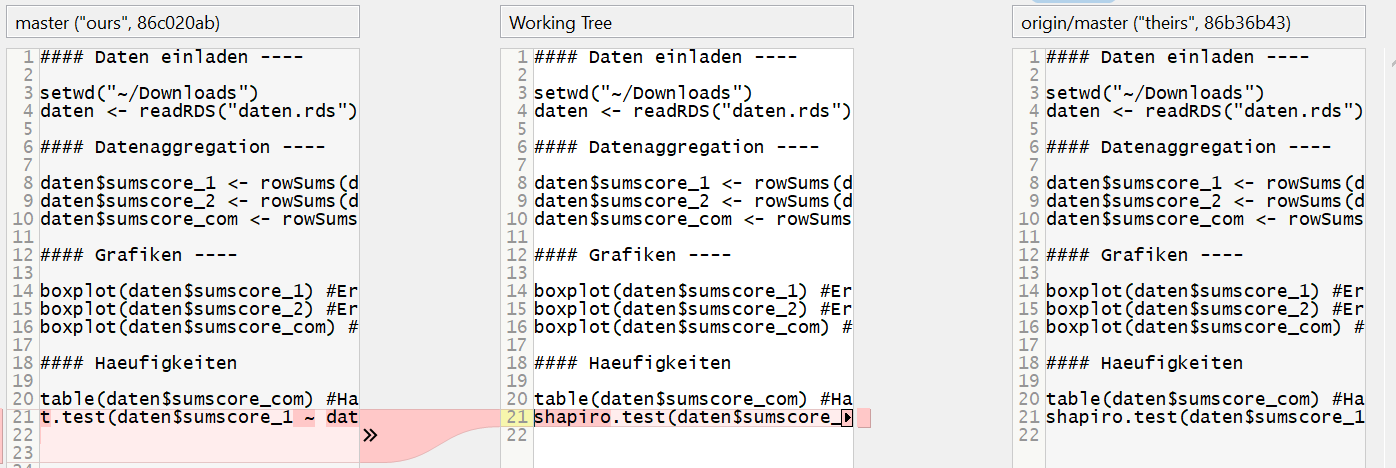 master ("ours", 86c020ab)
1 #### Daten einladen ----
2
3 setwd("~/Downloads")
4 daten <- readRDS("daten.rds")
5
6 #### Datenaggregation ----
7
8 daten$sumscore_1 <- rowSums(d
9 daten$sumscore_2 <- rowSums(d
10 daten$sumscore_com <- rowSums
11
12 #### Grafiken ----
13
14 boxplot(daten$sumscore_1) #Er
15 boxplot(daten$sumscore_2) #Er
16 boxplot(daten$sumscore_com) #
17
18 #### Haeufigkeiten
19
20 table(daten$sumscore_com) #Ha
21 t.test(daten$sumscore_1 ~ dat
22
23
Working Tree
1 #### Daten einladen ----
2
3 setwd("~/Downloads")
4 daten <- readRDS("daten.rds")
5
6 #### Datenaggregation ----
7
8 daten$sumscore_1 <- rowSums(d
9 daten$sumscore_2 <- rowSums(d
10 daten$sumscore_com <- rowSums
11
12 #### Grafiken ----
13
14 boxplot(daten$sumscore_1) #Er
15 boxplot(daten$sumscore_2) #Er
16 boxplot(daten$sumscore_com) #
17
18 #### Haeufigkeiten
19
20 table(daten$sumscore_com) #Ha
21 shapiro.test(daten$sumscore_
22
origin/master ("theirs", 86b36b43)
1 #### Daten einladen ----
2
3 setwd("~/Downloads")
4 daten <- readRDS("daten.rds")
5
6 #### Datenaggregation ----
7
8 daten$sumscore_1 <- rowSums(d
9 daten$sumscore_2 <- rowSums(d
10 daten$sumscore_com <- rowSums
11
12 #### Grafiken ----
13
14 boxplot(daten$sumscore_1) #Er
15 boxplot(daten$sumscore_2) #Er
16 boxplot(daten$sumscore_com) #
17
18 #### Haeufigkeiten
19
20 table(daten$sumscore_com) #Ha
21 shapiro.test(daten$sumscore_1
22